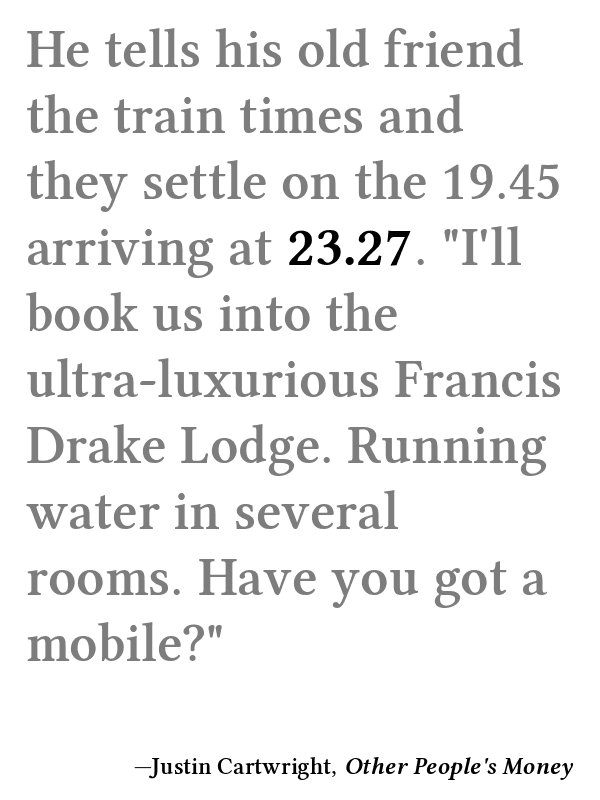 He tells his old friend
the train times and
they settle on the 19.45
arriving at 23.27. "I'll
book us into the
ultra-luxurious Francis
Drake Lodge. Running
water in several
rooms. Have you got a
mobile?"
—Justin Cartwright, Other People's Money